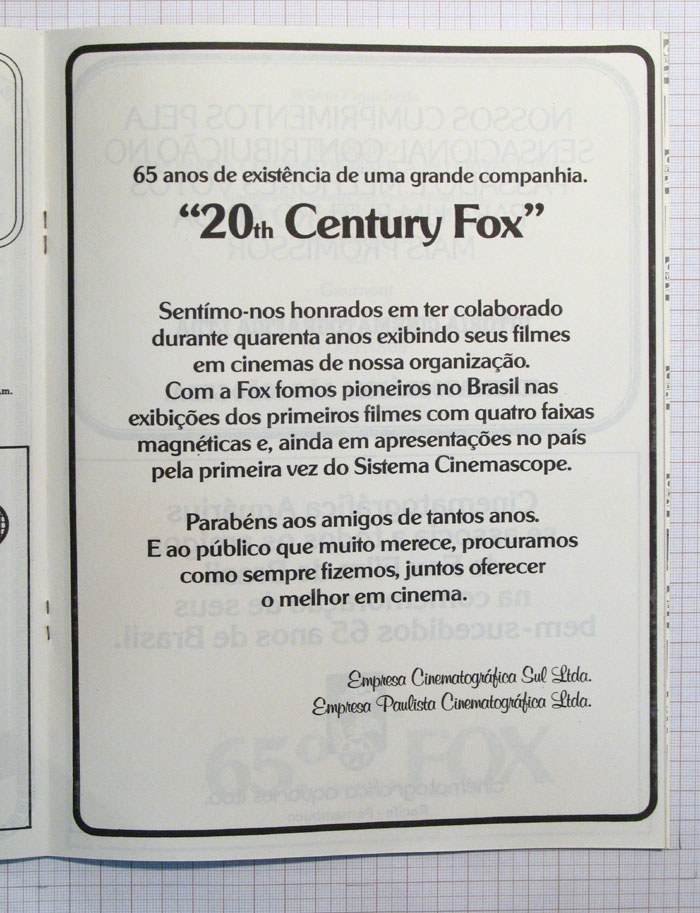 65 anos de existência de uma grande companhia.
“20th Century Fox”
Sentímo-nos honrados em ter colaborado
durante quarenta anos exibindo seus filmes
em cinemas de nossa organização.
Com a Fox fomos pioneiros no Brasil nas
exibições dos primeiros filmes com quatro faixas
magnéticas e, ainda em apresentações no país
pela primeira vez do Sistema Cinemascope.
Parabéns aos amigos de tantos anos.
E ao público que muito merece, procuramos
como sempre fizemos, juntos oferecer
o melhor em cinema.
Empresa Cinematográfica Sul Ltda.
Empresa Paulista Cinematográfica Ltda.